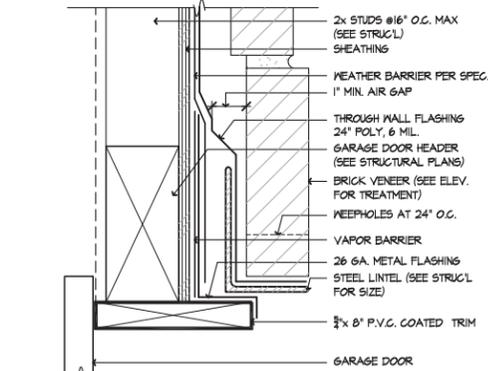 2x STUDS @16" O.C. MAX
(SEE STRUC'L)
SHEATHING
WEATHER BARRIER PER SPEC.
1" MIN. AIR GAP
THROUGH WALL FLASHING
24" POLY, 6 MIL.
GARAGE DOOR HEADER
(SEE STRUCTURAL PLANS)
BRICK VENEER (SEE ELEV.
FOR TREATMENT)
WEEPHOLES AT 24" O.C.
VAPOR BARRIER
26 GA. METAL FLASHING
STEEL LINTEL (SEE STRUC'L
FOR SIZE)
x 8" P.V.C. COATED TRIM
GARAGE DOOR